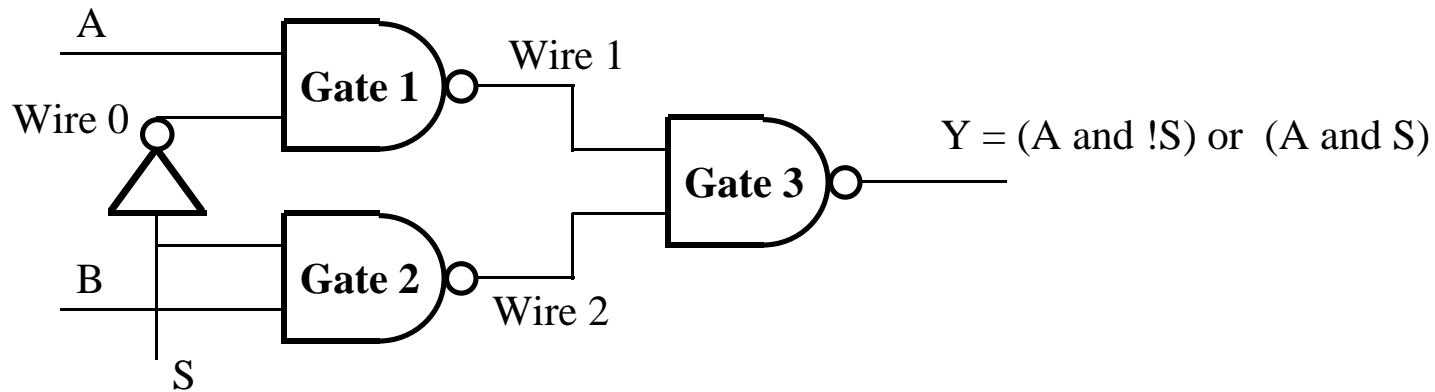 A
Wire 1
Gate 1
Wire 0
Y = (A and !S) or (A and S)
Gate 3
B
Gate 2
Wire 2
S